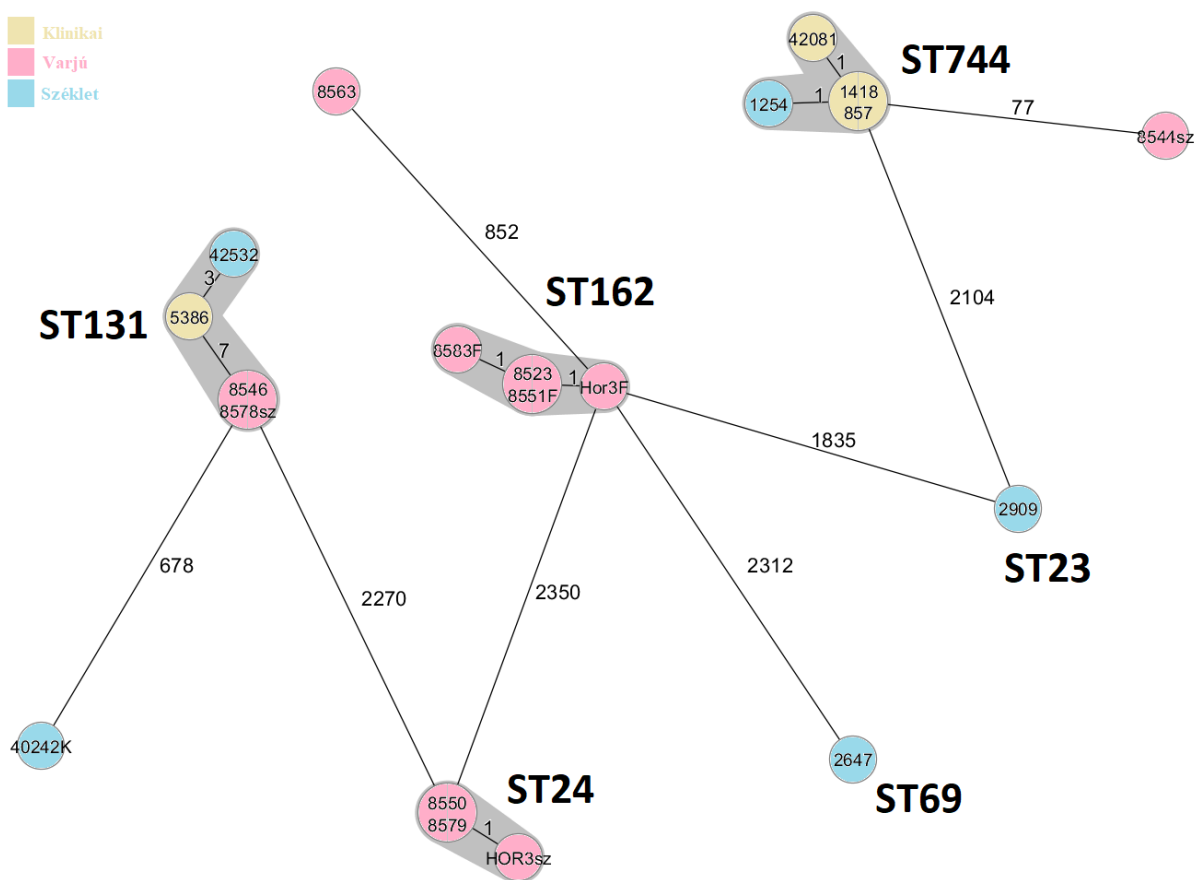 Klinikai
Varjú
Széklet
42081
ST744
1
1418
857
1254
1
77
8544sz
8563
852
42532
3
5386
ST131
7
8546
8578sz
ST162
8583F
1
8523
8551F
1
Hor3F
2104
1835
2909
ST23
678
2270
2350
2312
40242K
2647
ST69
ST24
8550
8579
1
HOR3sz